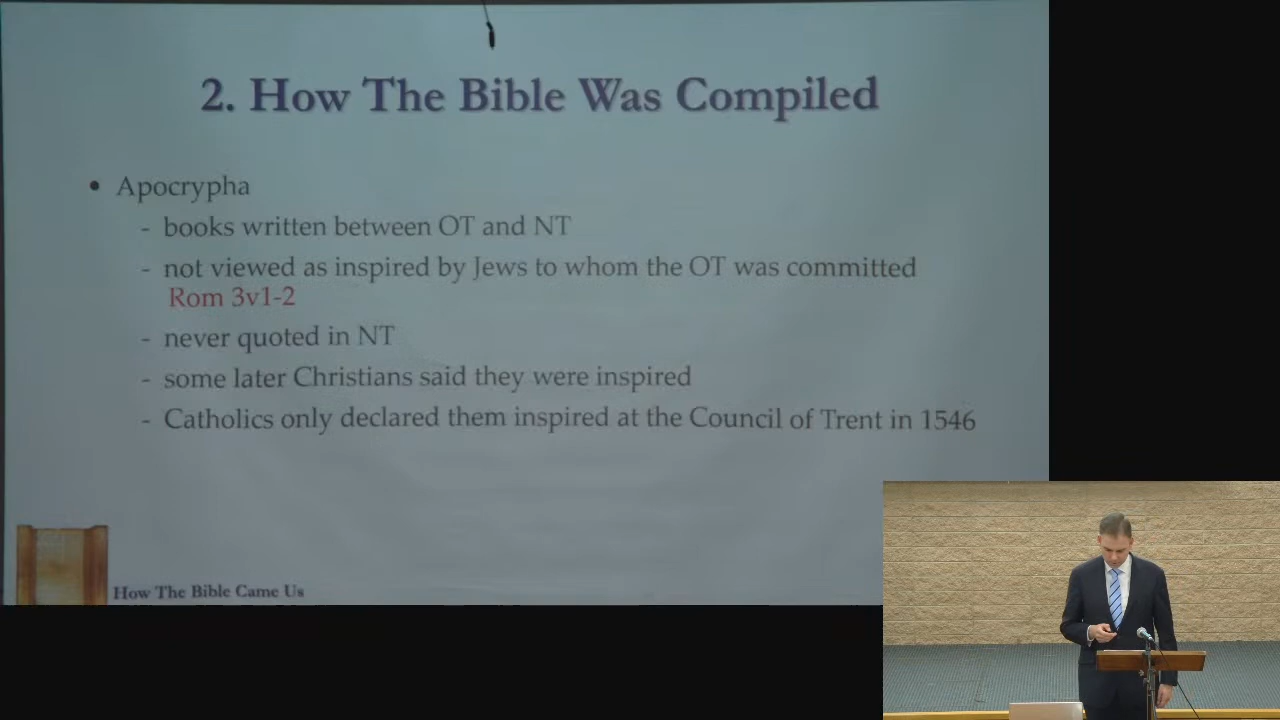 2. How The Bible Was Compiled
• Apocrypha
- books written between OT and NT
- not viewed as inspired by Jews to whom the OT was committed
Rom 3v1-2
- never quoted in NT
- some later Christians said they were inspired
- Catholics only declared them inspired at the Council of Trent in 1546
How The Bible Came Us